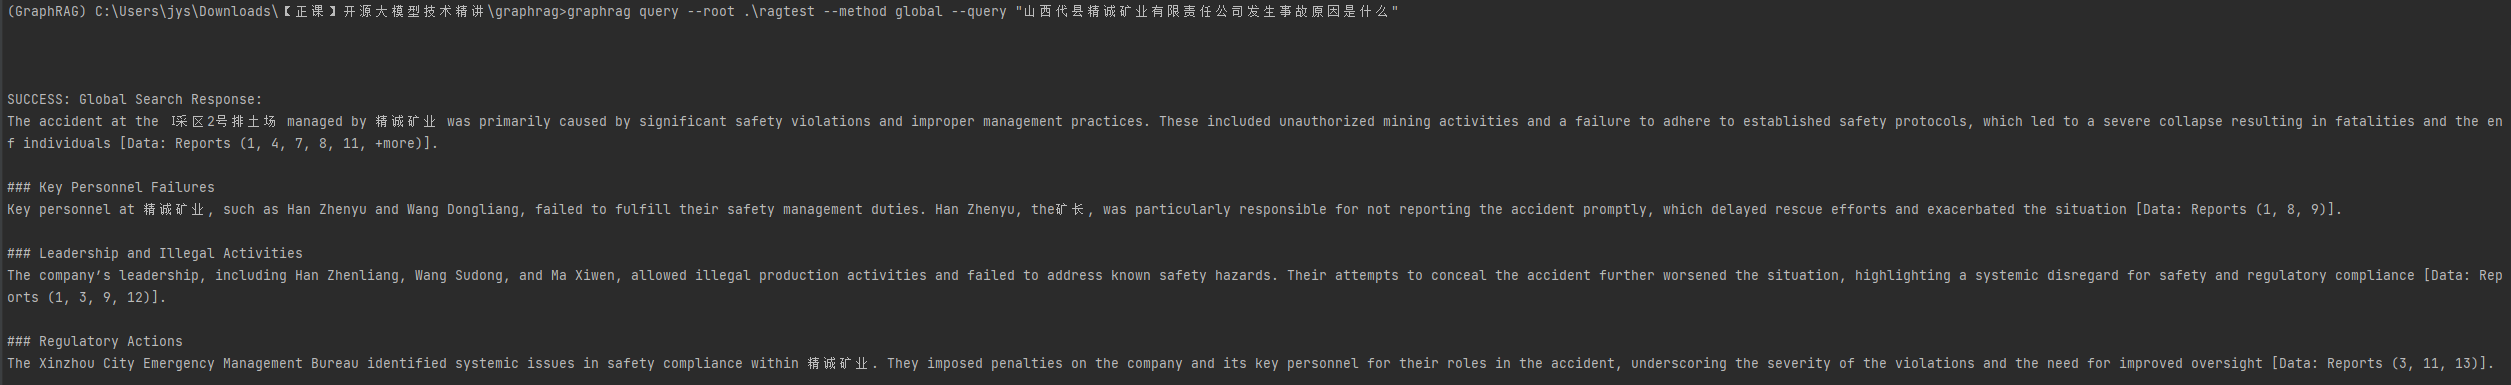 (GraphRAG) C:\Users\jys\Downloads\【正课】开源大模型技术精讲\graphrag>graphrag query --root .\ragtest --method global --query "山西代县精诚矿业有限责任公司发生事故原因是什么"
SUCCESS: Global Search Response:
The accident at the I采区2号排土场 managed by 精诚矿业 was primarily caused by significant safety violations and improper management practices. These included unauthorized mining activities and a failure to adhere to established safety protocols, which led to a severe collapse resulting in fatalities and the en
f individuals [Data: Reports (1, 4, 7, 8, 11, +more)].
### Key Personnel Failures
Key personnel at 精诚矿业, such as Han Zhenyu and Wang Dongliang, failed to fulfill their safety management duties. Han Zhenyu, the矿长, was particularly responsible for not reporting the accident promptly, which delayed rescue efforts and exacerbated the situation [Data: Reports (1, 8, 9)].
### Leadership and Illegal Activities
The company’s leadership, including Han Zhenliang, Wang Sudong, and Ma Xiwen, allowed illegal production activities and failed to address known safety hazards. Their attempts to conceal the accident further worsened the situation, highlighting a systemic disregard for safety and regulatory compliance [Data: Rep
orts (1, 3, 9, 12)].
### Regulatory Actions
The Xinzhou City Emergency Management Bureau identified systemic issues in safety compliance within 精诚矿业. They imposed penalties on the company and its key personnel for their roles in the accident, underscoring the severity of the violations and the need for improved oversight [Data: Reports (3, 11, 13)].